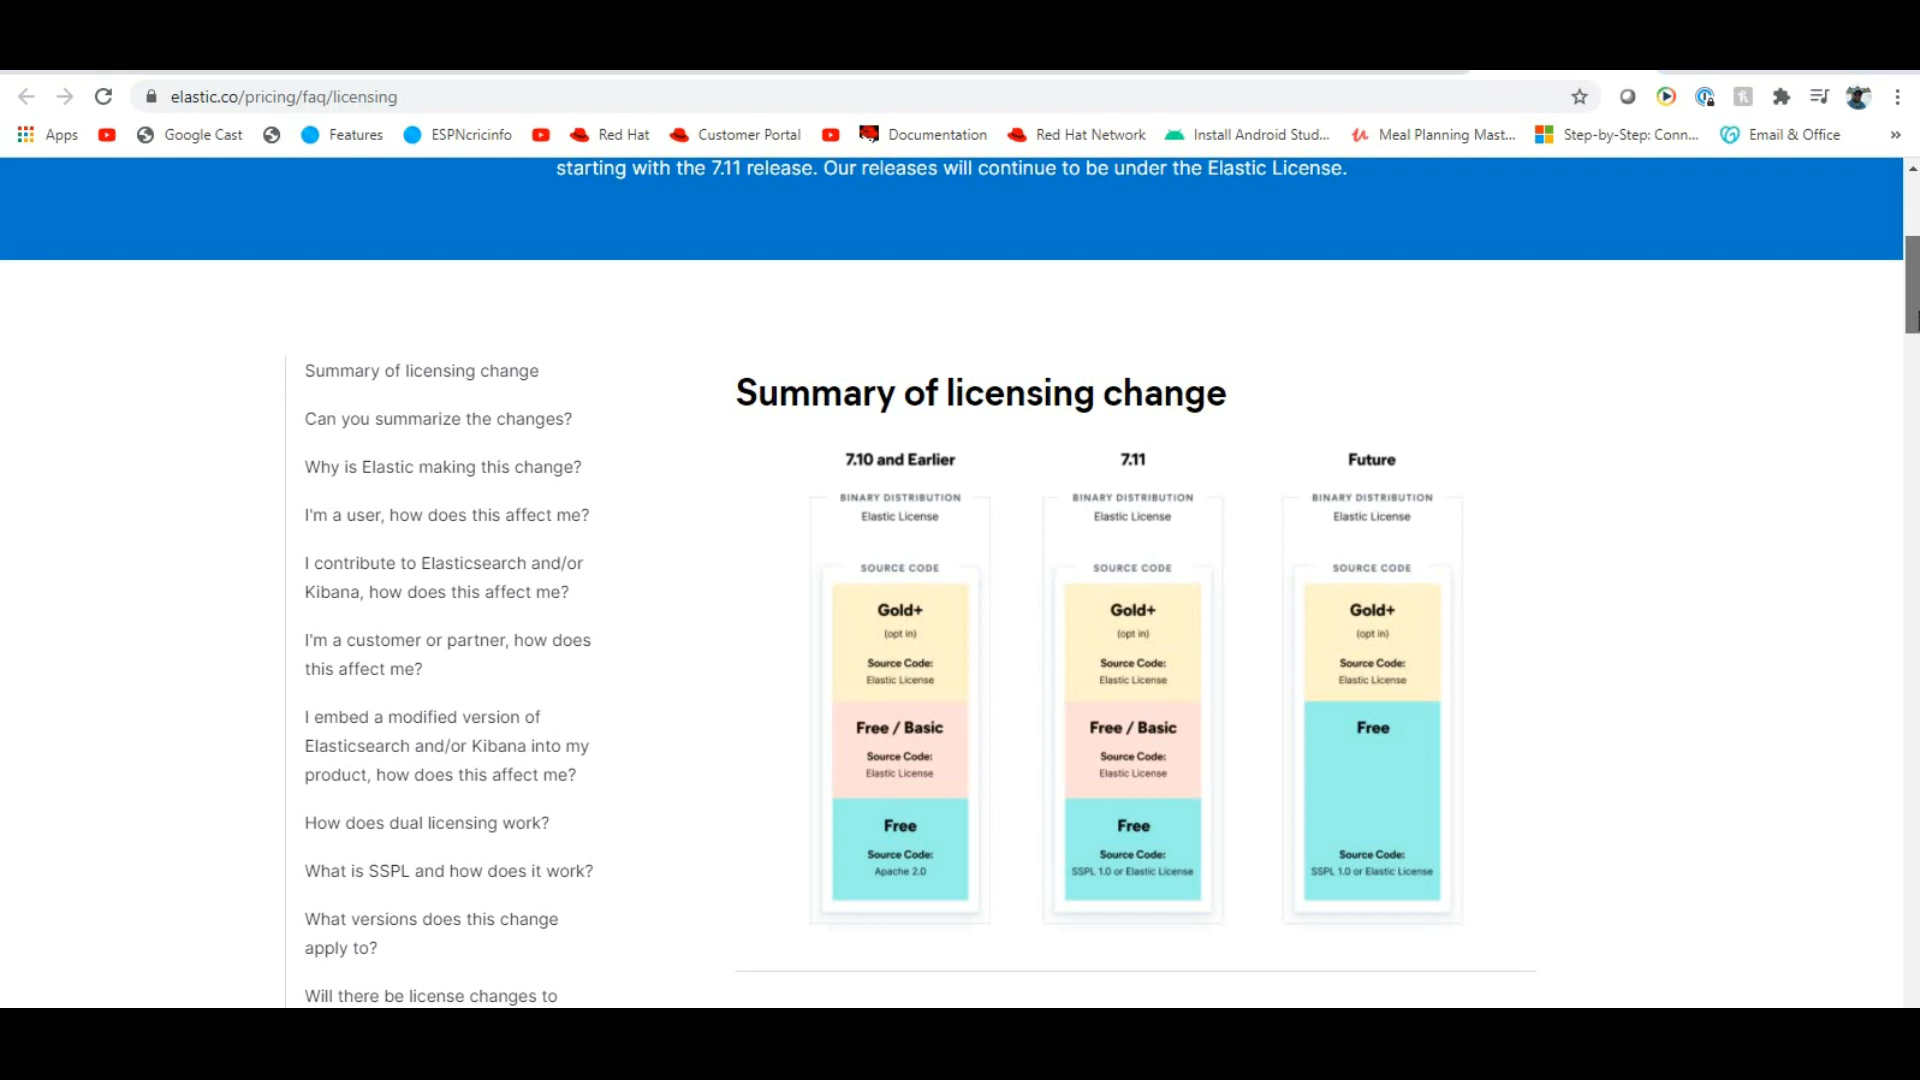 elastic.co/pricing/faq/licensing
Apps
Google Cast
Features
ESPNcricinfo
Red Hat
Customer Portal
Documentation
Red Hat Network
Install Android Stud...
Meal Planning Mast...
Step-by-Step: Conn...
Email & Office
»
starting with the 7.11 release. Our releases will continue to be under the Elastic License.
Summary of licensing change
Can you summarize the changes?
Why is Elastic making this change?
I'm a user, how does this affect me?
I contribute to Elasticsearch and/or
Kibana, how does this affect me?
I'm a customer or partner, how does
this affect me?
I embed a modified version of
Elasticsearch and/or Kibana into my
product, how does this affect me?
How does dual licensing work?
What is SSPL and how does it work?
What versions does this change
apply to?
Will there be license changes to
Summary of licensing change
7.10 and Earlier
BINARY DISTRIBUTION
Elastic License
SOURCE CODE
Gold+
(opt in)
Source Code:
Elastic License
Free / Basic
Source Code:
Elastic License
Free
Source Code:
Apache 2.0
7.11
BINARY DISTRIBUTION
Elastic License
SOURCE CODE
Gold+
(opt in)
Source Code:
Elastic License
Free / Basic
Source Code:
Elastic License
Free
Source Code:
SSPL 1.0 or Elastic License
Future
BINARY DISTRIBUTION
Elastic License
SOURCE CODE
Gold+
(opt in)
Source Code:
Elastic License
Free
Source Code:
SSPL 1.0 or Elastic License